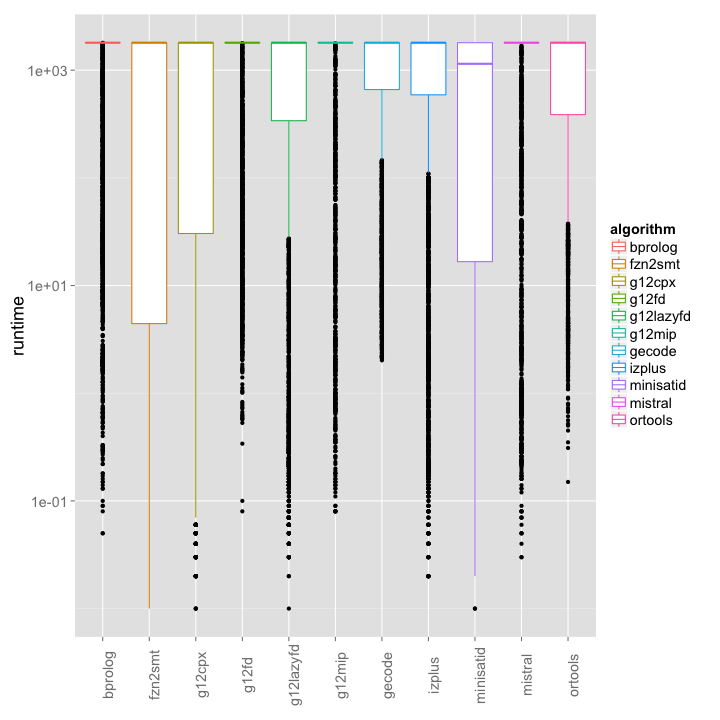 1e+03
1e+01
1e-01
runtime
bprolog
fzn2smt
g12cpx
g12fd
g12lazyfd
g12mip
gecode
izplus
minisatid
mistral
ortools
algorithm
bprolog
fzn2smt
g12cpx
g12fd
g12lazyfd
g12mip
gecode
izplus
minisatid
mistral
ortools